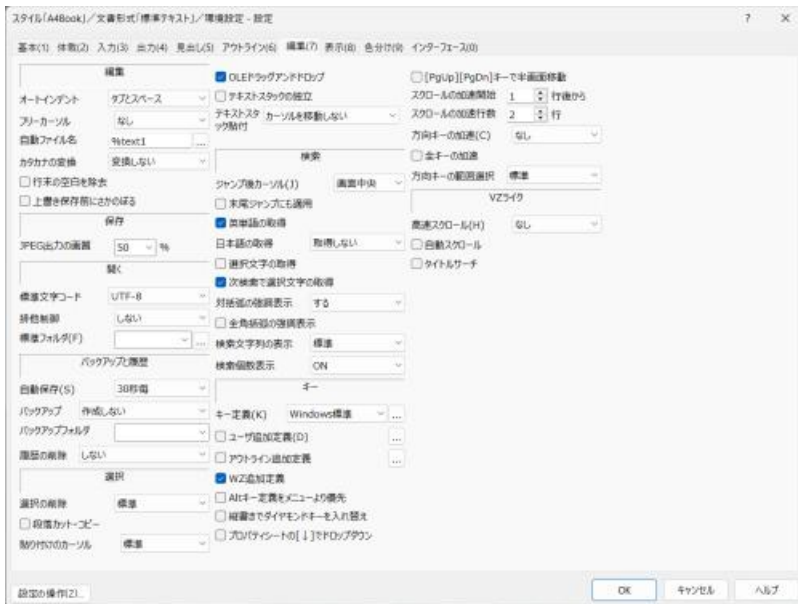 スタイル「A4Book」／文書形式「標準テキスト」／環境設定 - 設定
? ×
基本(1) 体裁(2) 入力(3) 出力(4) 見出し(5) アウトライン(6) 編集(7) 表示(8) 色分け(9) インターフェース(0)
編集
オートインデント タブとスペース
フリーカーソル なし
自動ファイル名 %text1 ...
カタカナの変換 変換しない
行末の空白を除去
上書き保存前にさかのぼる
保存
JPEG出力の画質 50 %
開く
標準文字コード UTF-8
排他制御 しない
標準フォルダ(F) ...
バックアップと履歴
自動保存(S) 30秒毎
バックアップ 作成しない
バックアップフォルダ
履歴の削除 しない
選択
選択の削除 標準
段落カット・コピー
貼り付けのカーソル 標準
OLEドラッグアンドドロップ
テキストスタックの独立
テキストスタック貼付 カーソルを移動しない
検索
ジャンプ後カーソル(J) 画面中央
末尾ジャンプにも適用
英単語の取得
日本語の取得 取得しない
選択文字の取得
次検索で選択文字の取得
対括弧の強調表示 する
全角括弧の強調表示
検索文字列の表示 標準
検索個数表示 ON
キー
キー定義(K) Windows標準 ...
ユーザ追加定義(D) ...
アウトライン追加定義 ...
WZ追加定義
Altキー定義をメニューより優先
縦書きでダイヤモンドキーを入れ替え
プロパティシートの[↓]でドロップダウン
[PgUp][PgDn]キーで半画面移動
スクロールの加速開始 1 行後から
スクロールの加速行数 2 行
方向キーの加速(C) なし
全キーの加速
方向キーの範囲選択 標準
VZライク
高速スクロール(H) なし
自動スクロール
タイトルサーチ
設定の操作(Z)...
OK キャンセル ヘルプ